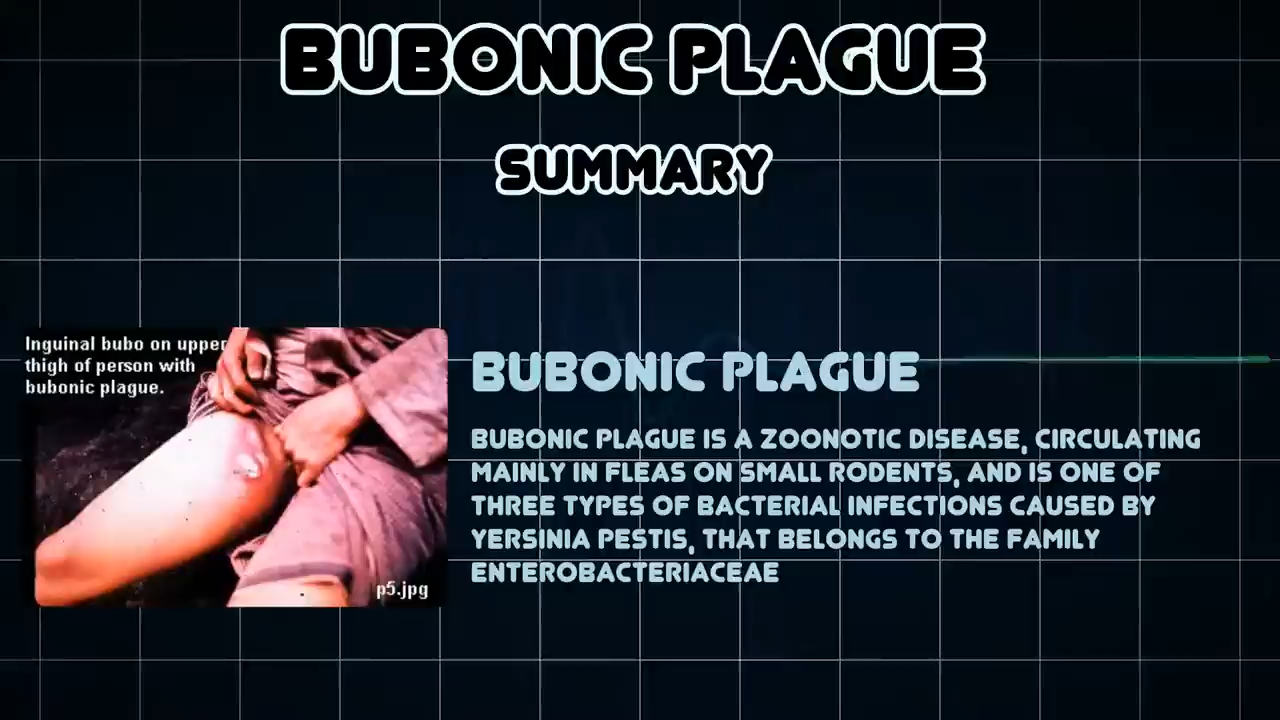 BUBONIC PLAGUE
SUMMARY
Inguinal bubo on upper
thigh of person with
bubonic plague.
p5.jpg
BUBONIC PLAGUE
BUBONIC PLAGUE IS A ZOONOTIC DISEASE, CIRCULATING
MAINLY IN FLEAS ON SMALL RODENTS, AND IS ONE OF
THREE TYPES OF BACTERIAL INFECTIONS CAUSED BY
YERSINIA PESTIS, THAT BELONGS TO THE FAMILY
ENTEROBACTERIACEAE